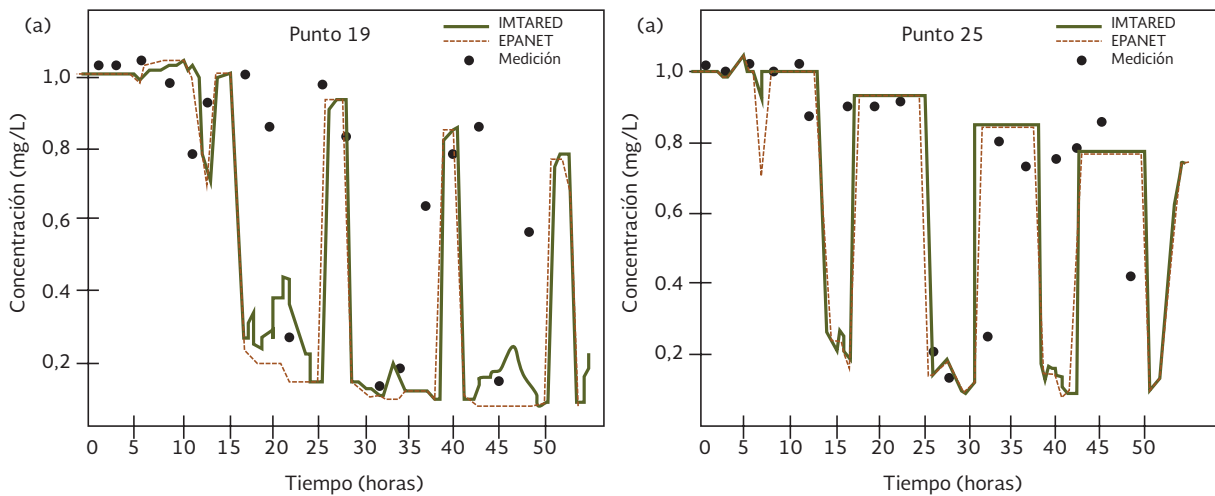 (a)
Punto 19
IMTARED
EPANET
Medición
Concentración (mg/L)
1,0
0,8
0,6
0,4
0,2
0 5 10 15 20 25 30 35 40 45 50
Tiempo (horas)
(a)
Punto 25
IMTARED
EPANET
Medición
Concentración (mg/L)
1,0
0,8
0,6
0,4
0,2
0 5 10 15 20 25 30 35 40 45 50
Tiempo (horas)